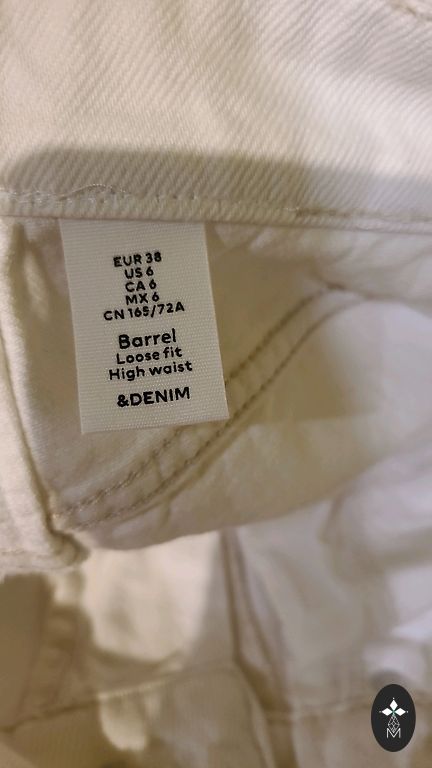 EUR 38
US 6
CA 6
MX 6
CN 165/72A
Barrel
Loose fit
High waist
&DENIM
M